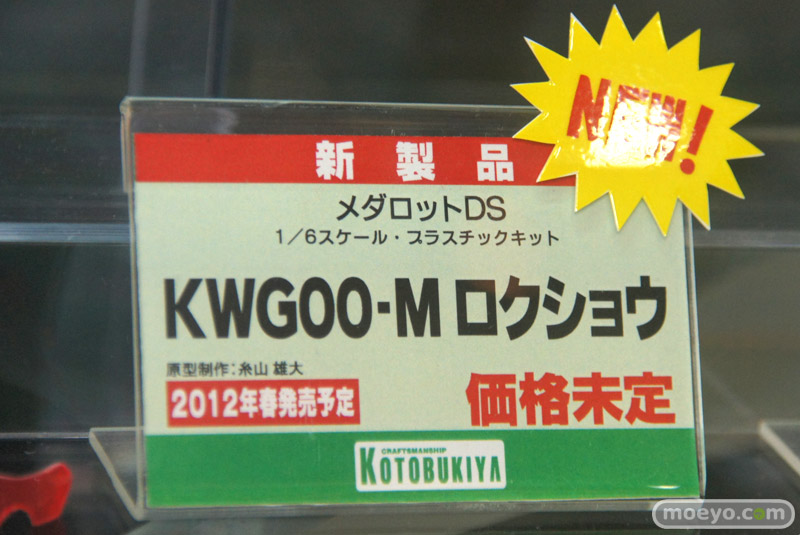 NEW!
新製品
メダロットDS
1/6スケール・プラスチックキット
KWG00-M ロクショウ
原型制作:糸山 雄大
2012年春発売予定
価格未定
CRAFTSMANSHIP
KOTOBUKIYA
moeyo.com